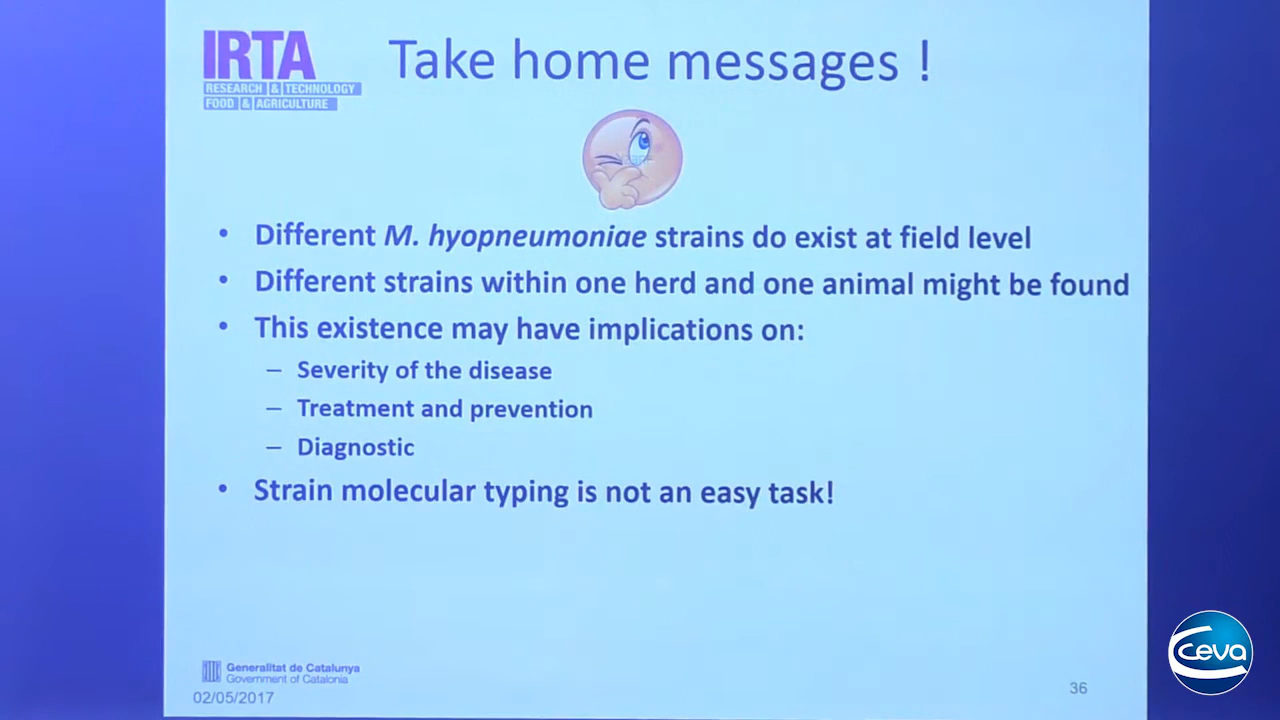 IRTA
RESEARCH & TECHNOLOGY
FOOD & AGRICULTURE
Take home messages !
• Different M. hyopneumoniae strains do exist at field level
• Different strains within one herd and one animal might be found
• This existence may have implications on:
– Severity of the disease
– Treatment and prevention
– Diagnostic
• Strain molecular typing is not an easy task!
Generalitat de Catalunya
Government of Catalonia
02/05/2017
36
Ceva